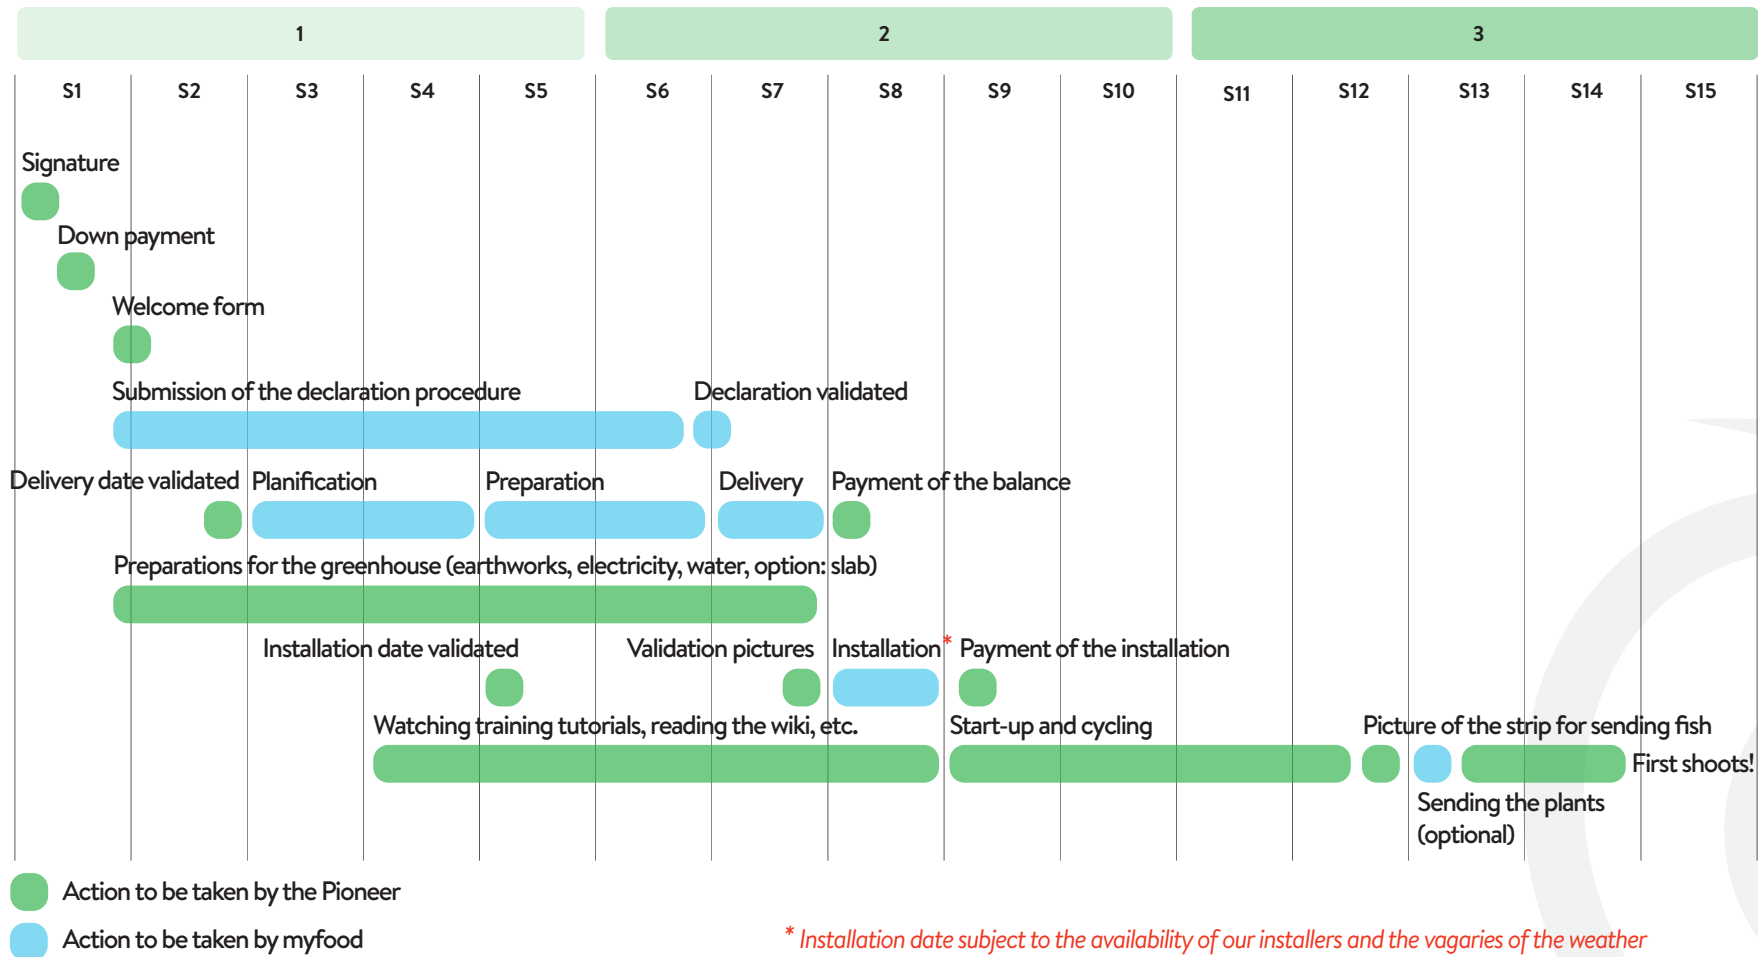 1 2 3
S1 S2 S3 S4 S5 S6 S7 S8 S9 S10 S11 S12 S13 S14 S15
Signature
Down payment
Welcome form
Submission of the declaration procedure
Declaration validated
Delivery date validated
Planification
Preparation
Delivery
Payment of the balance
Preparations for the greenhouse (earthworks, electricity, water, option: slab)
Installation date validated
Validation pictures
Installation*
Payment of the installation
Watching training tutorials, reading the wiki, etc.
Start-up and cycling
Picture of the strip for sending fish
First shoots!
Sending the plants
(optional)
Action to be taken by the Pioneer
Action to be taken by myfood
* Installation date subject to the availability of our installers and the vagaries of the weather